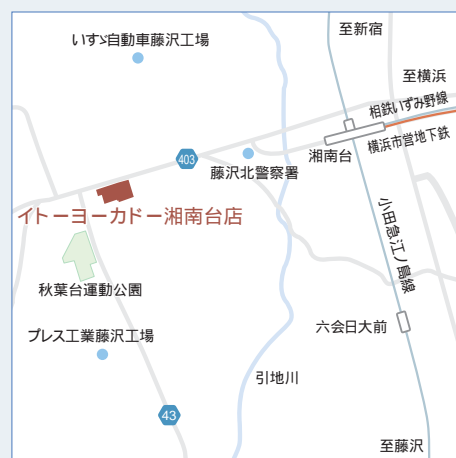 至新宿
いすゞ自動車藤沢工場
至横浜
相鉄いずみ野線
横浜市営地下鉄
湘南台
403
藤沢北警察署
イトーヨーカドー湘南台店
小田急江ノ島線
秋葉台運動公園
六会日大前
プレス工業藤沢工場
引地川
43
至藤沢